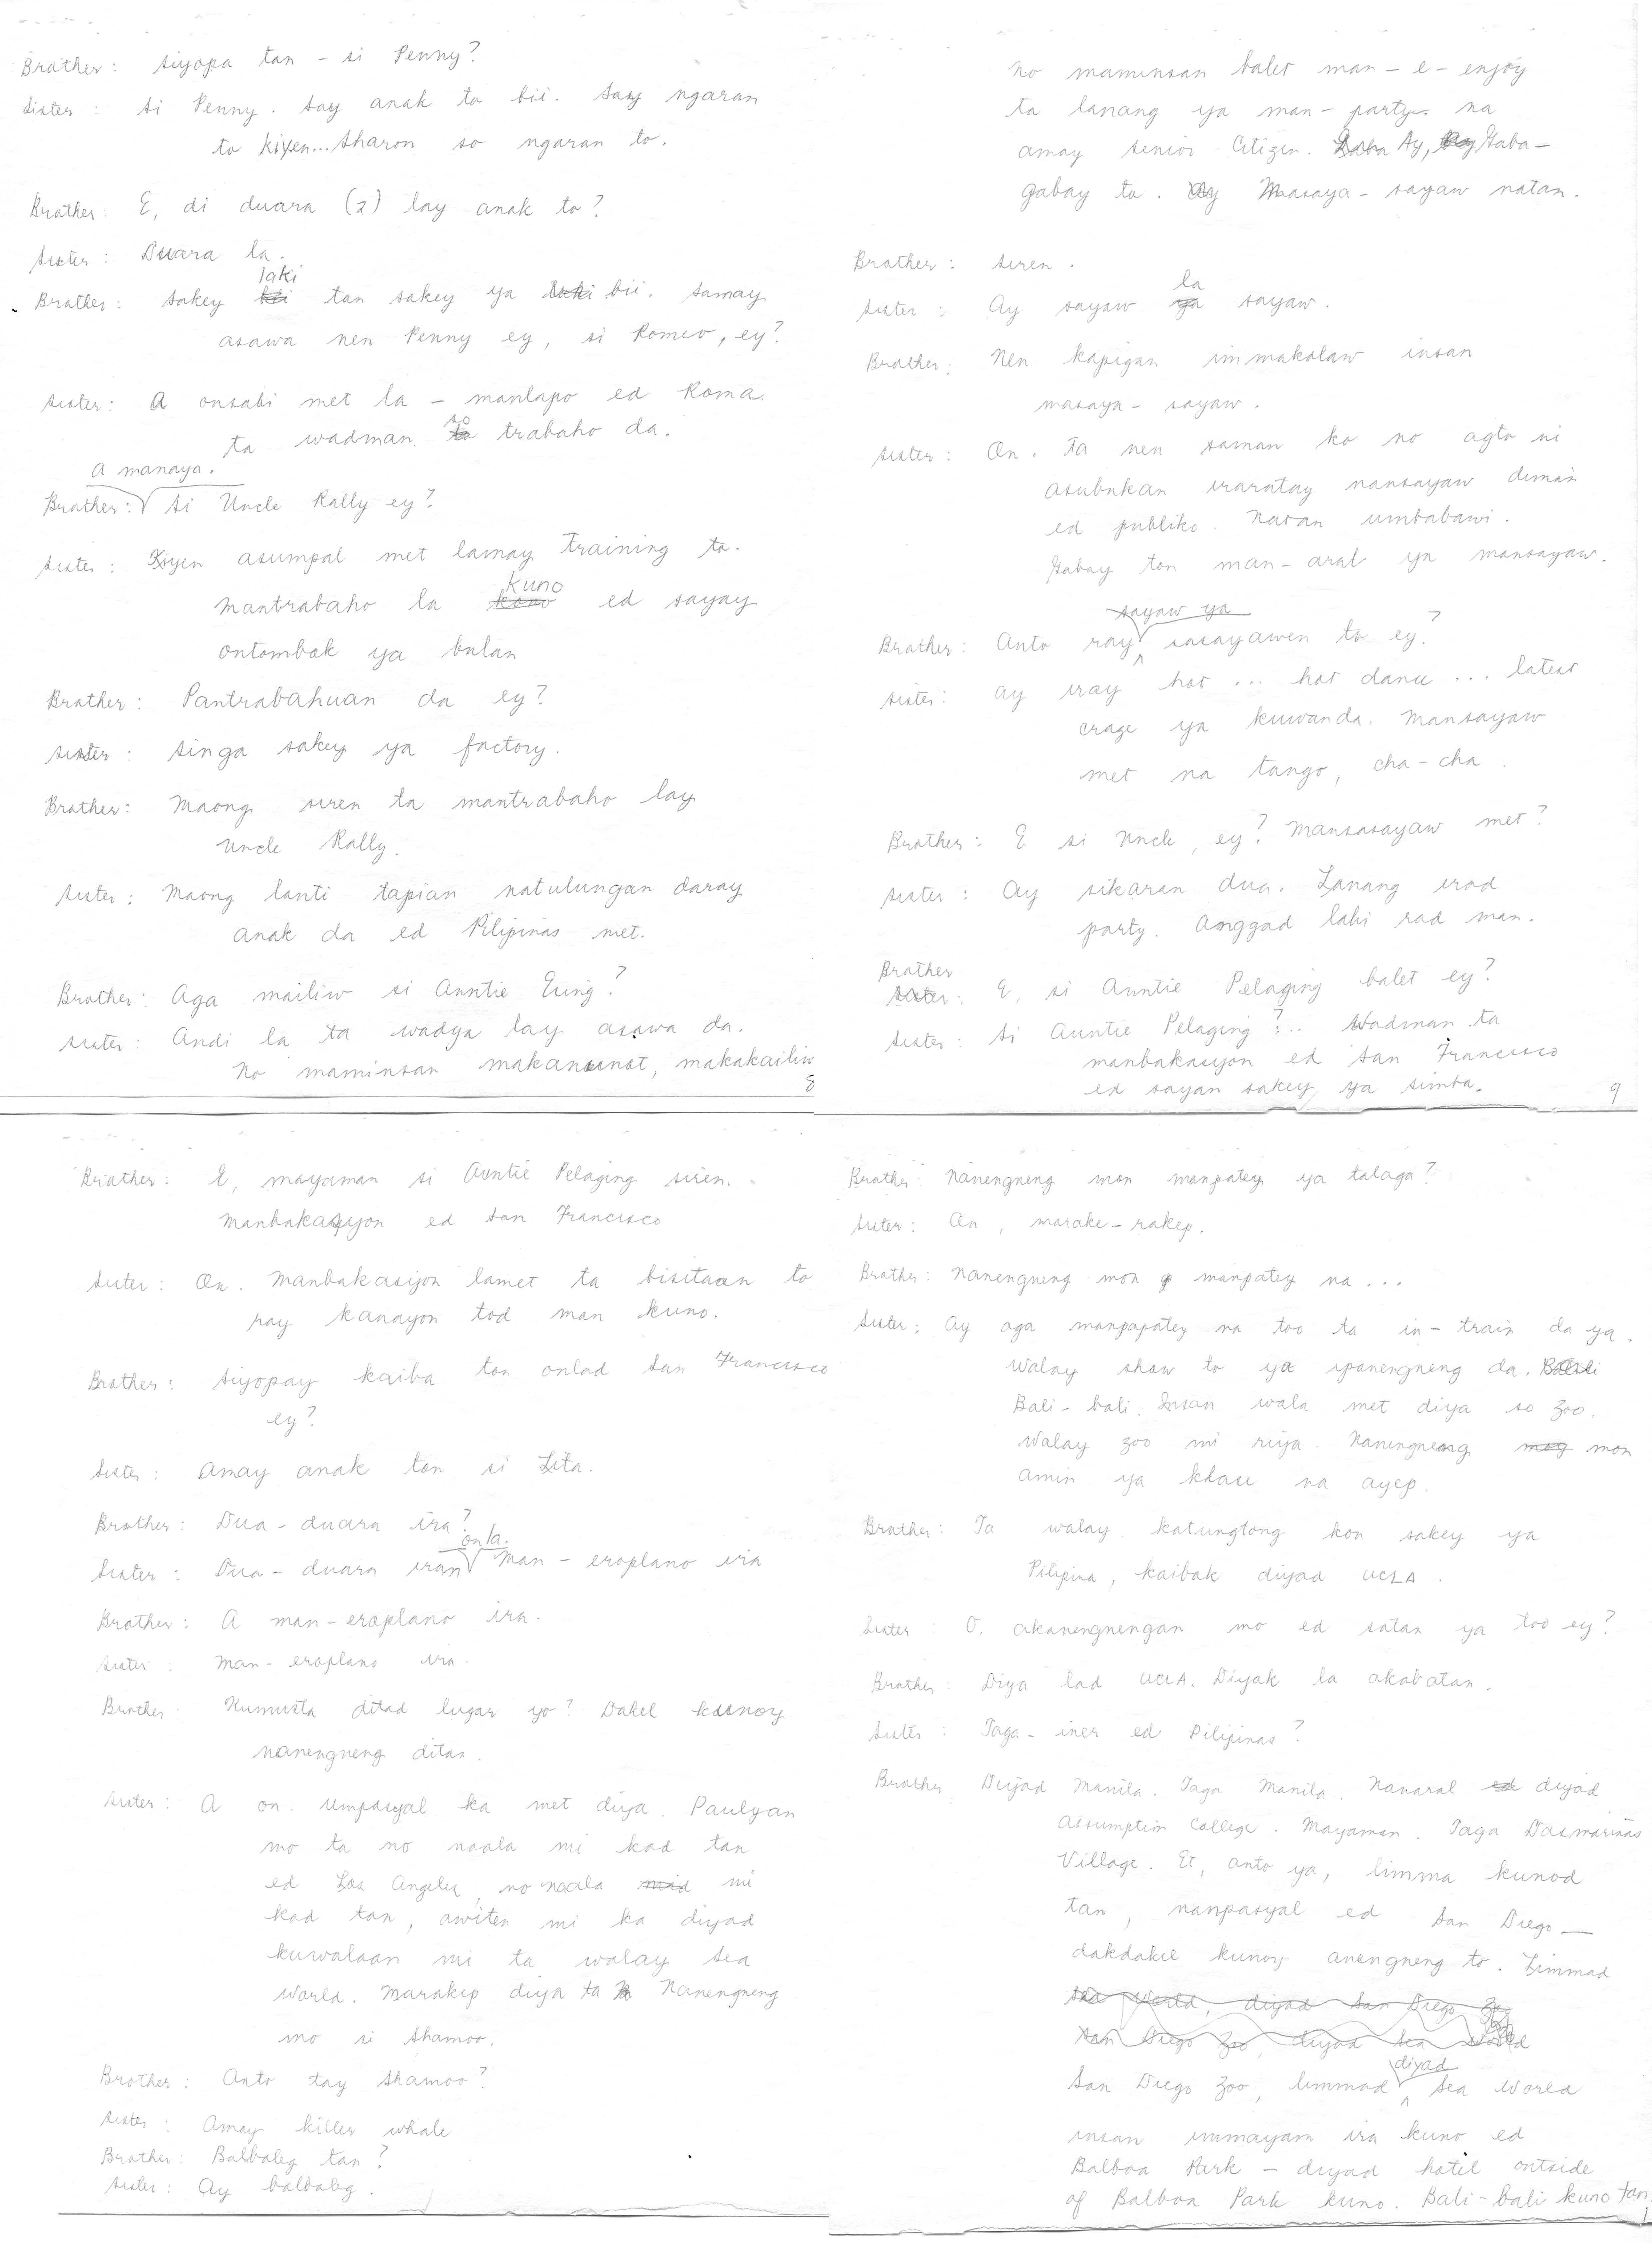 Brother: Siyopa tan - si Penny?
Sister: Si Penny. Say anak to bii. Say ngaran
to kiyen... Sharon so ngaran to.
Brother: E, di duara (2) lay anak to?
Sister: Duara la.
laki
Brother: Sakey tan sakey ya bii. Samay
asawa nen Penny ey, si Romeo, ey?
Sister: A onsabi met la - manlapo ed Roma.
so
ta wadman trabaho da.
A manaya.
Brother: Si Uncle Rally ey?
Sister: Kiyen asumpal met lamay training to.
kuno
Mantrabaho la ed sayay
ontombok ya bulan
Brother: Pantrabahuan da ey?
Sister: Singa sakey ya factory.
Brother: Maong siren ta mantrabaho lay
Uncle Rally.
Sister: Maong lanti tapian natulungan daray
anak da ed Pilipinas met.
Brother: Aga mailiw si Auntie Euing?
Sister: Andi la ta wadya lay asawa da.
No maminsan makanunot, makakailiw
8
no maminsan balet man-e-enjoy
ta lanang ya man-party na
amay Senior Citizen. Ay, Gaba-
gabay to. Masaya-sayaw natan.
Brother: Siren.
la
Sister: Ay sayaw sayaw.
Brother: Nen kapigan immakalaw insan
masaya-sayaw.
Sister: On. Ta nen saman ko no agto ni
asubukan iraratay nansayaw diman
ed publiko. Natan umbabawi.
Gabay ton man-aral ya mansayaw.
sayaw ya
Brother: Anto ray sasayawen to ey?
Sister: Ay iray hot ... hot dance ... latest
craze ya kuwanda. Mansayaw
met na tango, cha-cha.
Brother: E si Uncle, ey? Mansasayaw met?
Sister: Ay sikaran dua. Lanang irad
party. Anggad labi rad man.
Brother
E, si Auntie Pelaging balet ey?
Sister: Si Auntie Pelaging?.. Wadman ta
manbakasyon ed San Francisco
ed sayan sakey ya simba.
9
Brother: E, mayaman si Auntie Pelaging siren.
Manbakasyon ed San Francisco
Sister: On. Manbakasyon lamet ta bisitaen to
ray kanayon tod man kuno.
Brother: Siyopay kaiba ton onlad San Francisco
ey?
Sister: Amay anak ton si Lita.
Brother: Dua-duara ira?
onla.
Sister: Dua-duara iran Man-eroplano ira
Brother: A man-eroplano ira.
Sister: Man-eroplano ira.
Brother Kumusta ditad lugar yo? Dakel kunoy
nanengneng ditan.
Sister: A on. Umpasyal ka met diya. Paulyan
mo ta no naala mi kad tan
ed Los Angeles, no naala mi
kad tan, awiten mi ka diyad
kuwalaan mi ta walay Sea
World. Marakep diya ta Nanengneng
mo si Shamoo.
Brother: Anto tay Shamoo?
Sister: Amay killer whale
Brother: Balbaleg tan?
Sister: Ay balbaleg.
Brother: Nanengneng mon manpatey ya talaga?
Sister: On, marake-rakep.
Brother: Nanengneng mon manpatey na...
Sister: Ay aga manpapatey na too ta in-train da ya.
Walay show to ya ipanengneng da.
Bali-bali. Insan wala met diya so zoo.
Walay zoo mi riya. Nanengneng mon
amin ya klase na ayep.
Brother: Ta walay katungtong kon sakey ya
Pilipina, kaibak diyad UCLA.
Sister O, akanengnengan mo ed satan ya too ey?
Brother: Diya lad UCLA. Diyak la akabatan.
Sister: Taga-iner ed Pilipinas?
Brother Diyad Manila. Taga Manila. Nanaral diyad
Assumption College. Mayaman. Taga Dasmariñas
Village. Et, anto ya, limma kunod
tan, nanpasyal ed San Diego—
dakdakel kunoy anengneng to. Limmad
diyad
San Diego Zoo, limmad Sea World
insan immayam ira kuno ed
Balboa Park - diyad hotel outside
of Balboa Park kuno. Bali-bali kuno tan